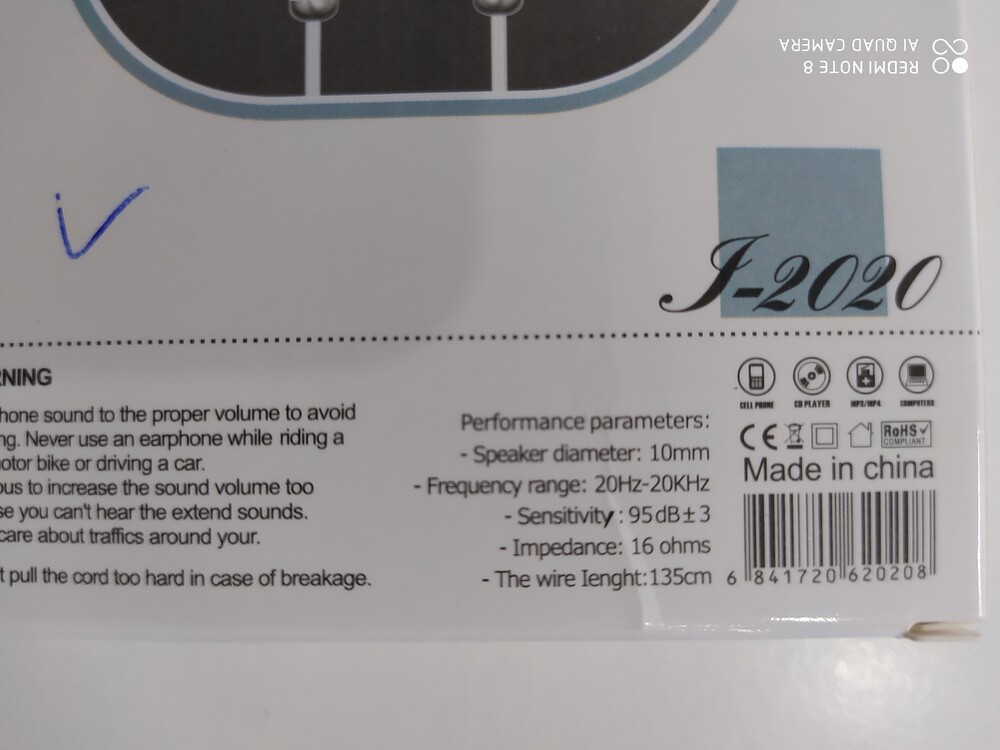 REDMI NOTE 8
AI QUAD CAMERA
J-2020
RNING
hone sound to the proper volume to avoid
ng. Never use an earphone while riding a
otor bike or driving a car.
ous to increase the sound volume too
se you can't hear the extend sounds.
care about traffics around your.
t pull the cord too hard in case of breakage.
Performance parameters:
- Speaker diameter: 10mm
- Frequency range: 20Hz-20KHz
- Sensitivity: 95dB±3
- Impedance: 16 ohms
- The wire lenght:135cm
CELL PHONE CD PLAYER MP3/MP4 COMPUTERS
CE RoHS
COMPLIANT
Made in china
6 841720 620208